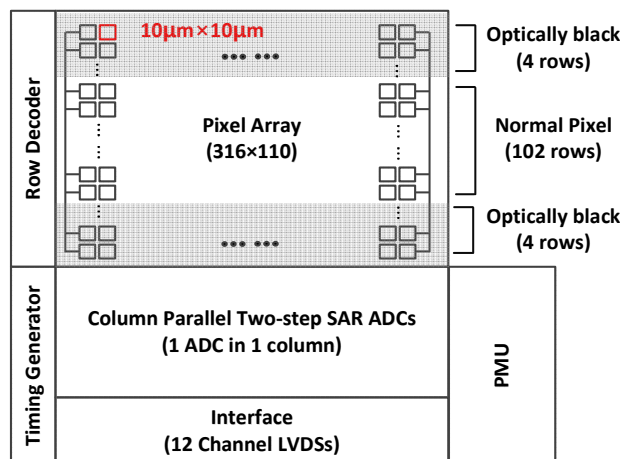 10μm×10μm
Optically black
(4 rows)
Row Decoder
Pixel Array
(316×110)
Normal Pixel
(102 rows)
Optically black
(4 rows)
Timing Generator
Column Parallel Two-step SAR ADCs
(1 ADC in 1 column)
PMU
Interface
(12 Channel LVDSs)